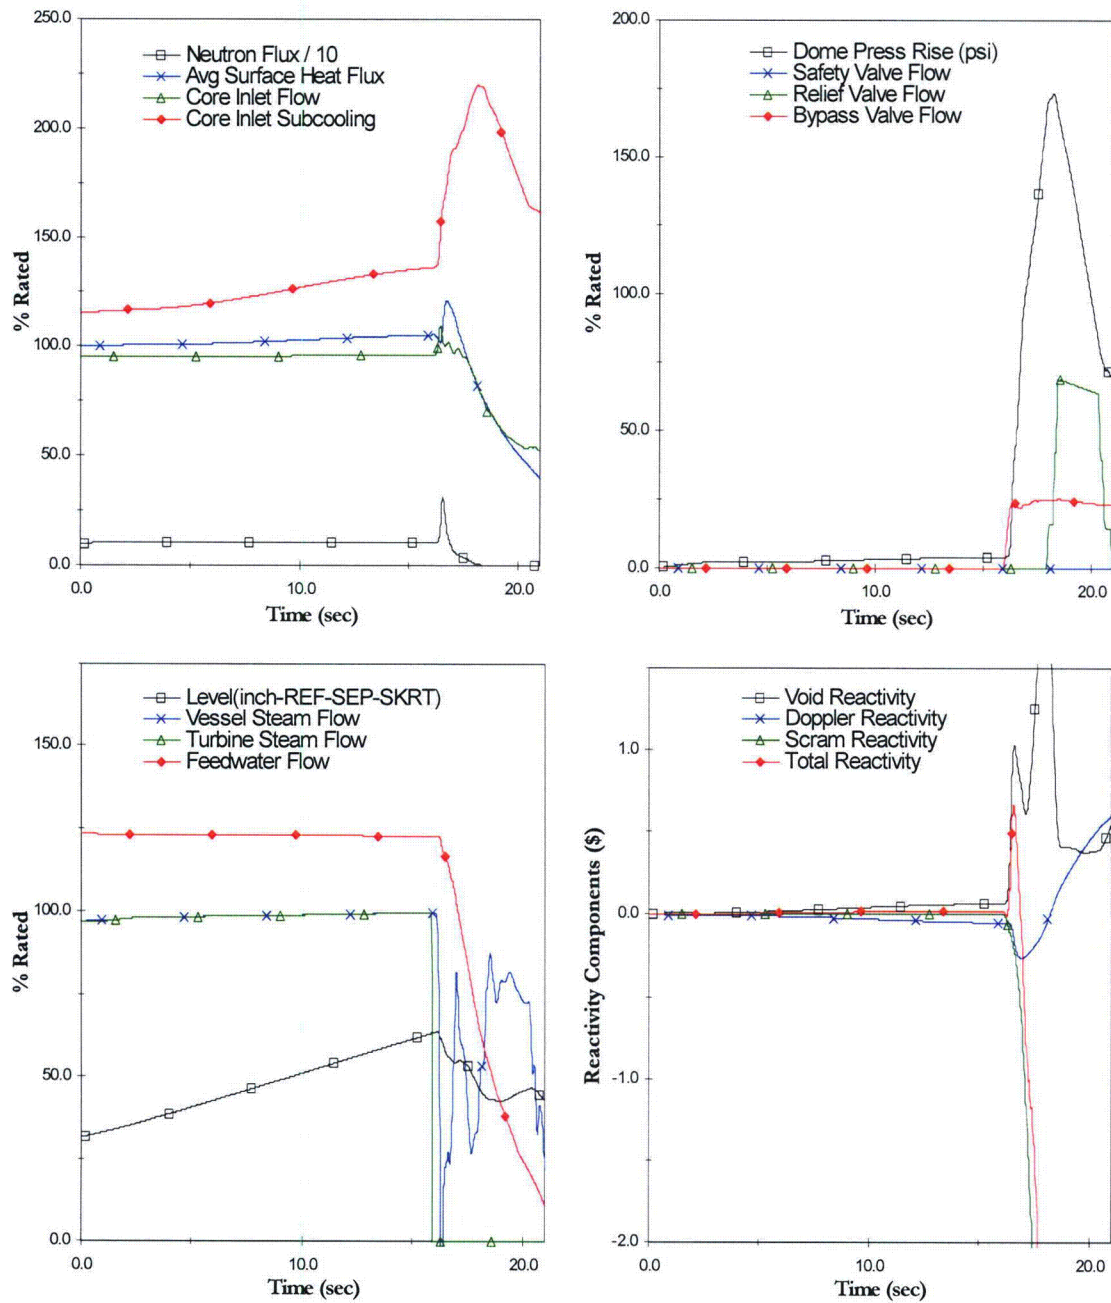 250.0
Neutron Flux / 10
Avg Surface Heat Flux
Core Inlet Flow
Core Inlet Subcooling
200.0
150.0
% Rated
100.0
50.0
0.0
0.0 10.0 20.0
Time (sec)
200.0
Dome Press Rise (psi)
Safety Valve Flow
Relief Valve Flow
Bypass Valve Flow
150.0
% Rated
100.0
50.0
0.0
0.0 10.0 20.0
Time (sec)
Level(inch-REF-SEP-SKRT)
Vessel Steam Flow
Turbine Steam Flow
Feedwater Flow
150.0
% Rated
100.0
50.0
0.0
0.0 10.0 20.0
Time (sec)
Void Reactivity
Doppler Reactivity
Scram Reactivity
Total Reactivity
1.0
Reactivity Components ($)
0.0
-1.0
-2.0
0.0 10.0 20.0
Time (sec)